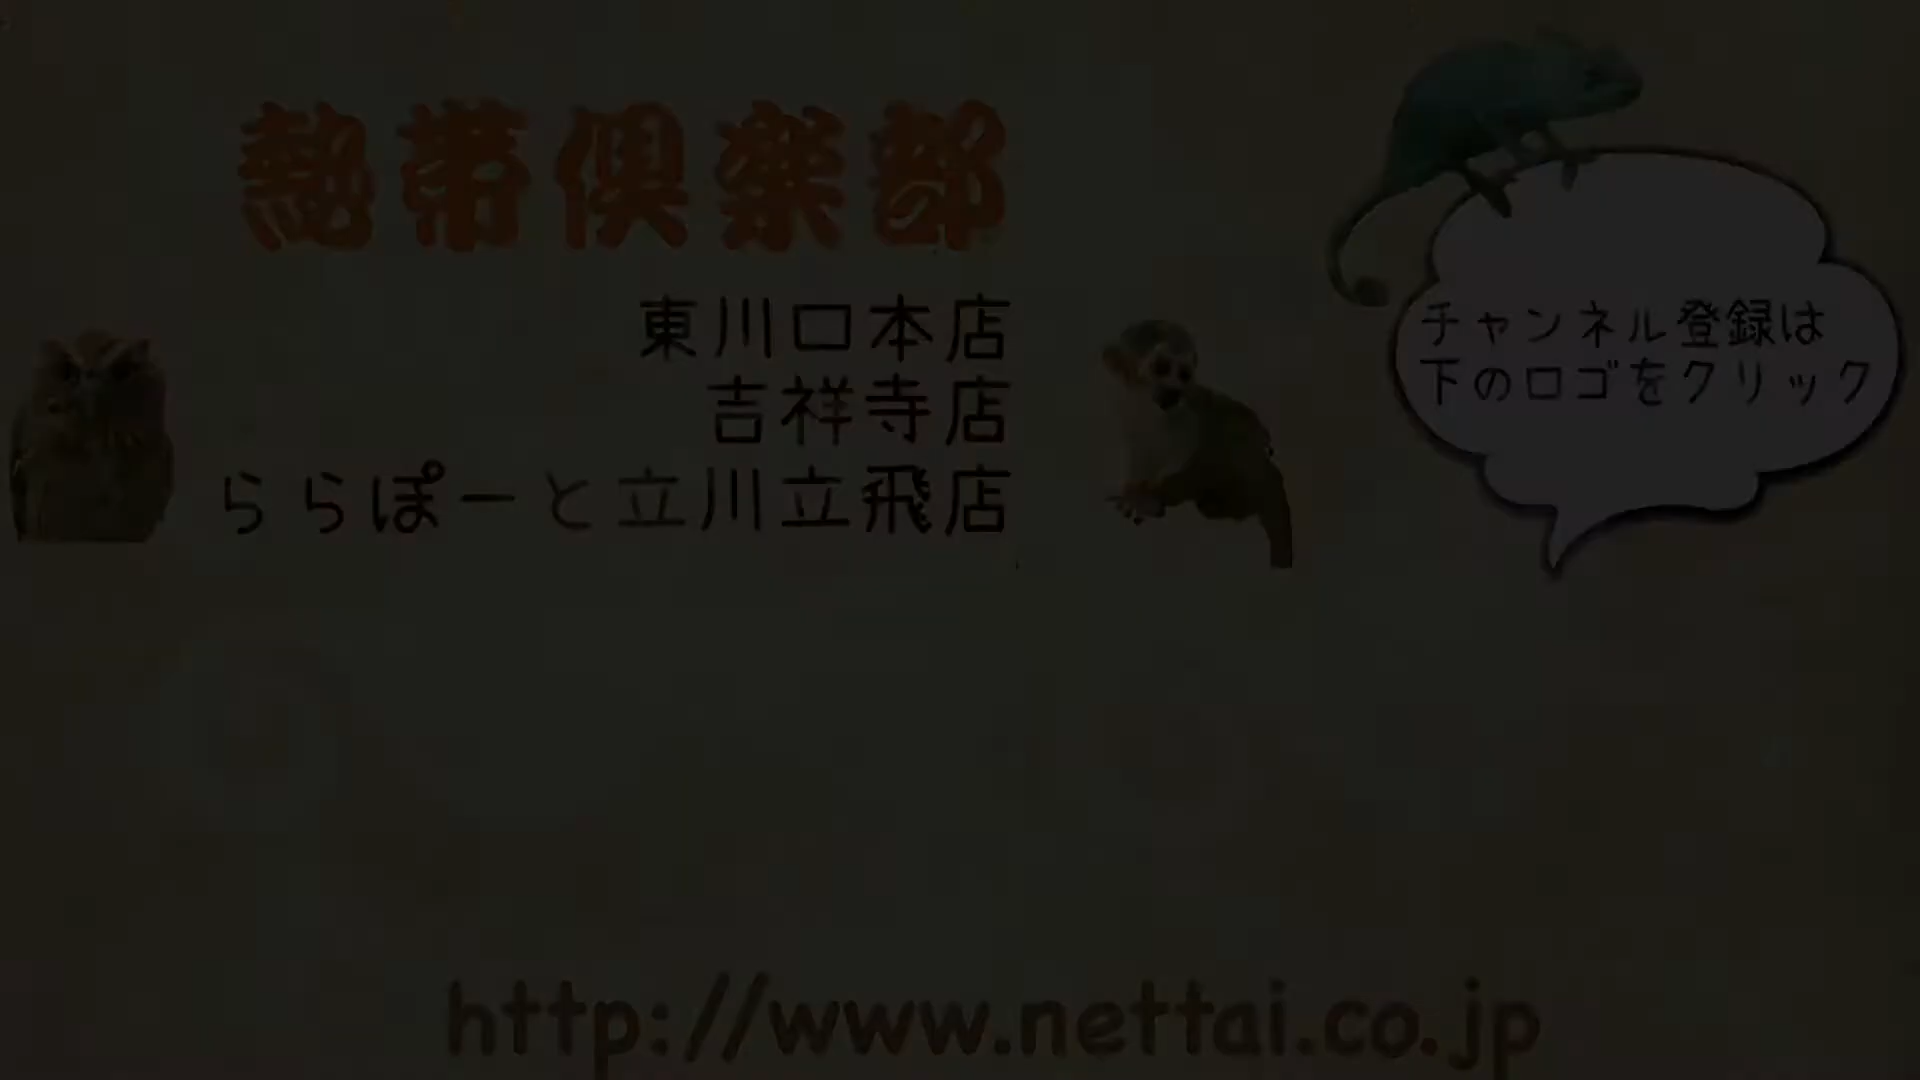 熱帯倶楽部
東川口本店
吉祥寺店
ららぽーと立川立飛店
チャンネル登録は
下のロゴをクリック
http://www.nettai.co.jp